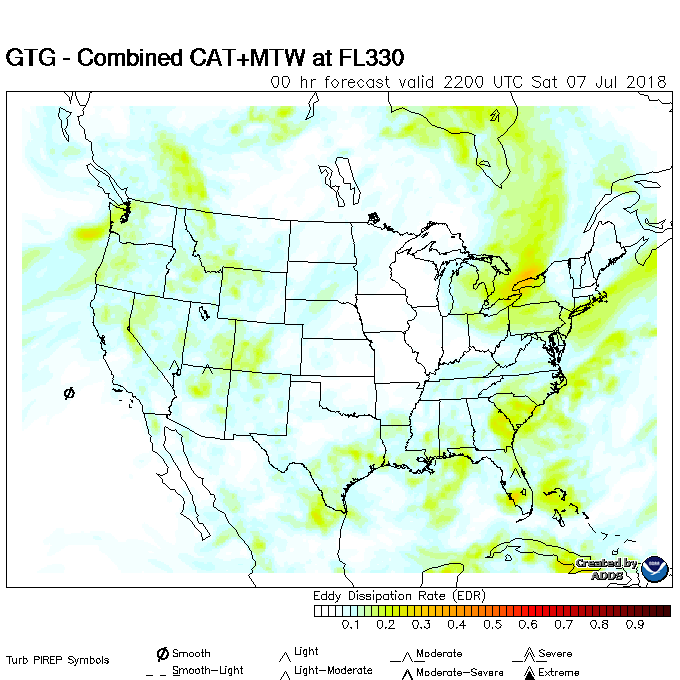 GTG - Combined CAT+MTW at FL330
00 hr forecast valid 2200 UTC Sat 07 Jul 2018
Created by
ADDS
Eddy Dissipation Rate (EDR)
0.1 0.2 0.3 0.4 0.5 0.6 0.7 0.8 0.9
Turb PIREP Symbols
Smooth Light Moderate Severe
Smooth-Light Light-Moderate Moderate-Severe Extreme